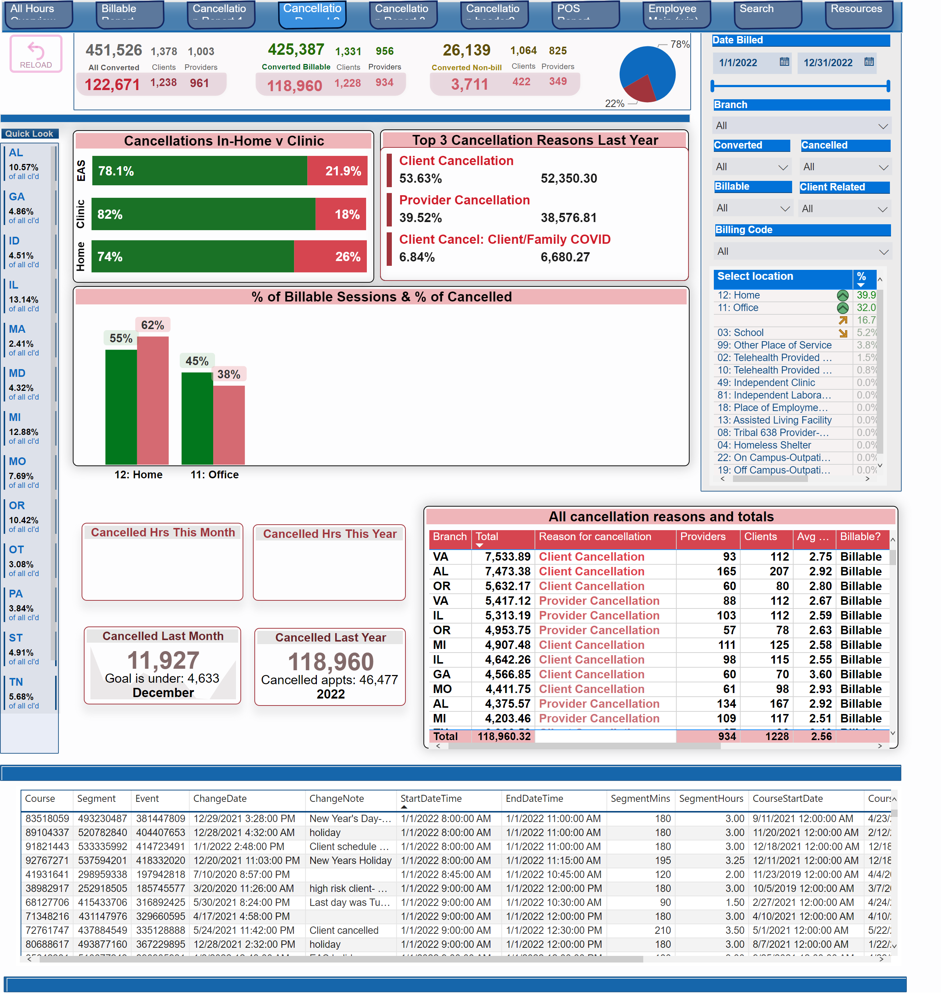 All Hours
Billable
Cancellatio
Cancellatio
Cancellatio
Cancellatio
POS
Employee
Search
Resources
RELOAD
451,526 1,378 1,003
All Converted Clients Providers
122,671 1,238 961
425,387 1,331 956
Converted Billable Clients Providers
118,960 1,228 934
26,139 1,064 825
Converted Non-bill Clients Providers
3,711 422 349
78%
22%
Date Billed
1/1/2022 12/31/2022
Branch
All
Converted Cancelled
All All
Billable Client Related
All All
Billing Code
All
Select location %
12: Home 39.9
11: Office 32.0
16.7
03: School 5.2%
99: Other Place of Service 3.8%
02: Telehealth Provided ... 1.5%
10: Telehealth Provided ... 0.8%
49: Independent Clinic 0.0%
81: Independent Labora... 0.0%
18: Place of Employme... 0.0%
13: Assisted Living Facility 0.0%
08: Tribal 638 Provider-... 0.0%
04: Homeless Shelter 0.0%
22: On Campus-Outpati... 0.0%
19: Off Campus-Outpati... 0.0%
Quick Look
AL
10.57%
of all cl'd
GA
4.86%
of all cl'd
ID
4.51%
of all cl'd
IL
13.14%
of all cl'd
MA
2.41%
of all cl'd
MD
4.32%
of all cl'd
MI
12.88%
of all cl'd
MO
7.69%
of all cl'd
OR
10.42%
of all cl'd
OT
3.08%
of all cl'd
PA
3.84%
of all cl'd
ST
4.91%
of all cl'd
TN
5.68%
of all cl'd
Cancellations In-Home v Clinic
EAS 78.1% 21.9%
Clinic 82% 18%
Home 74% 26%
Top 3 Cancellation Reasons Last Year
Client Cancellation
53.63% 52,350.30
Provider Cancellation
39.52% 38,576.81
Client Cancel: Client/Family COVID
6.84% 6,680.27
% of Billable Sessions & % of Cancelled
55% 62%
45% 38%
12: Home 11: Office
Cancelled Hrs This Month
Cancelled Hrs This Year
Cancelled Last Month
11,927
Goal is under: 4,633
December
Cancelled Last Year
118,960
Cancelled appts: 46,477
2022
All cancellation reasons and totals
Branch Total Reason for cancellation Providers Clients Avg ... Billable?
VA 7,533.89 Client Cancellation 93 112 2.75 Billable
AL 7,473.38 Client Cancellation 165 207 2.92 Billable
OR 5,632.17 Client Cancellation 60 80 2.80 Billable
VA 5,417.12 Provider Cancellation 88 112 2.67 Billable
IL 5,313.19 Provider Cancellation 103 112 2.59 Billable
OR 4,953.75 Provider Cancellation 57 78 2.63 Billable
MI 4,907.48 Client Cancellation 111 125 2.58 Billable
IL 4,642.26 Client Cancellation 98 115 2.55 Billable
GA 4,566.85 Client Cancellation 60 70 3.60 Billable
MO 4,411.75 Client Cancellation 61 98 2.93 Billable
AL 4,375.57 Provider Cancellation 134 167 2.92 Billable
MI 4,203.46 Provider Cancellation 109 117 2.51 Billable
Total 118,960.32 934 1228 2.56
Course Segment Event ChangeDate ChangeNote StartDateTime EndDateTime SegmentMins SegmentHours CourseStartDate Cours
83518059 493230487 381447809 12/29/2021 3:28:00 PM New Year's Day-... 1/1/2022 8:00:00 AM 1/1/2022 11:00:00 AM 180 3.00 9/11/2021 12:00:00 AM 4/23/
89104337 520782840 404407653 12/28/2021 4:32:00 AM holiday 1/1/2022 8:00:00 AM 1/1/2022 11:00:00 AM 180 3.00 11/20/2021 12:00:00 AM 2/12/
91821443 533335992 414723491 1/1/2022 2:48:00 PM Client schedule ... 1/1/2022 8:00:00 AM 1/1/2022 11:00:00 AM 180 3.00 12/18/2021 12:00:00 AM 12/18
92767271 537594201 418332020 12/20/2021 11:03:00 PM New Years Holiday 1/1/2022 8:00:00 AM 1/1/2022 11:15:00 AM 195 3.25 12/11/2021 12:00:00 AM 12/18
41931641 298959338 197942818 7/10/2020 8:57:00 PM 1/1/2022 8:45:00 AM 1/1/2022 10:45:00 AM 120 2.00 11/23/2019 12:00:00 AM 4/4/20
38982917 252918505 185745577 3/20/2020 11:26:00 AM high risk client- ... 1/1/2022 9:00:00 AM 1/1/2022 12:00:00 PM 180 3.00 10/5/2019 12:00:00 AM 3/7/20
68127706 415433706 316892425 5/30/2021 8:24:00 PM Last day was Tu... 1/1/2022 9:00:00 AM 1/1/2022 10:30:00 AM 90 1.50 2/27/2021 12:00:00 AM 4/24/
71348216 431147976 329660595 4/17/2021 4:58:00 PM 1/1/2022 9:00:00 AM 1/1/2022 12:00:00 PM 180 3.00 4/10/2021 12:00:00 AM 4/10/
72761747 437884549 335128888 5/24/2021 11:42:00 PM Client cancelled 1/1/2022 9:00:00 AM 1/1/2022 12:30:00 PM 210 3.50 5/1/2021 12:00:00 AM 5/22/
80688617 493877160 367229895 12/28/2021 2:32:00 PM holiday 1/1/2022 9:00:00 AM 1/1/2022 12:00:00 PM 180 3.00 8/7/2021 12:00:00 AM 1/22/